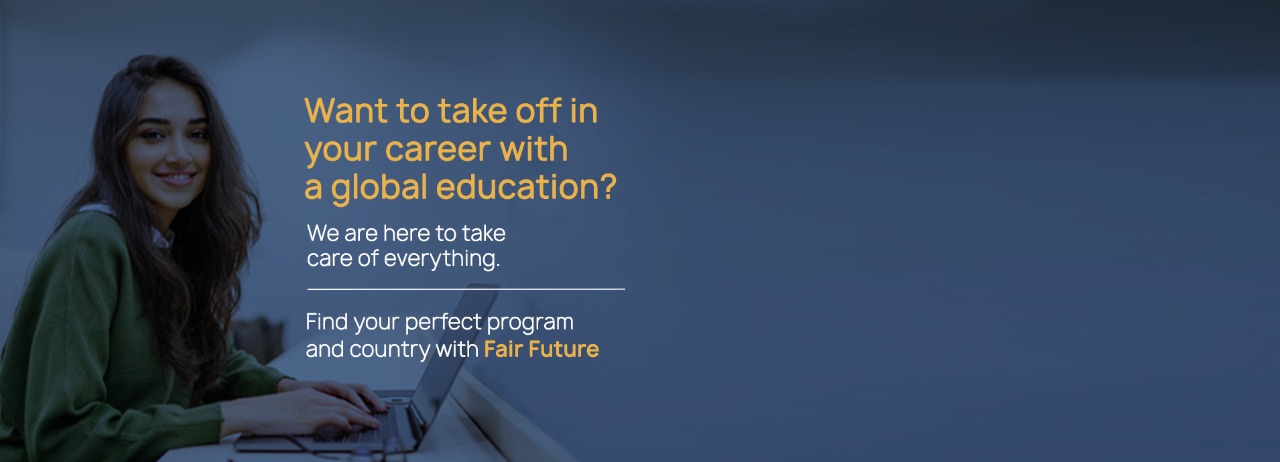 Want to take off in
your career with
a global education?
We are here to take
care of everything.
Find your perfect program
and country with Fair Future